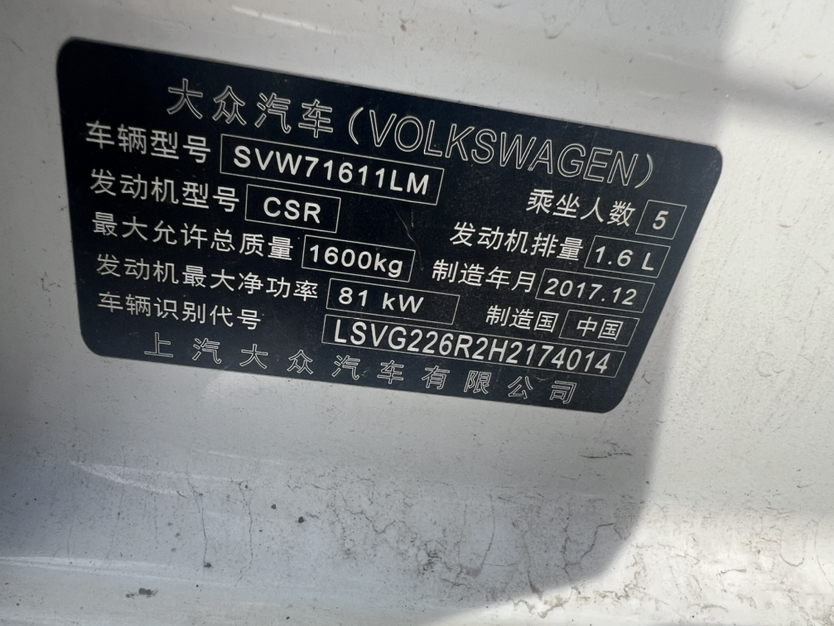 大众汽车(VOLKSWAGEN)
车辆型号 SVW71611LM 乘坐人数 5
发动机型号 CSR 发动机排量 1.6 L
最大允许总质量 1600kg 制造年月 2017.12
发动机最大净功率 81 kW 制造国 中国
车辆识别代号 LSVG226R2H2174014
上汽大众汽车有限公司